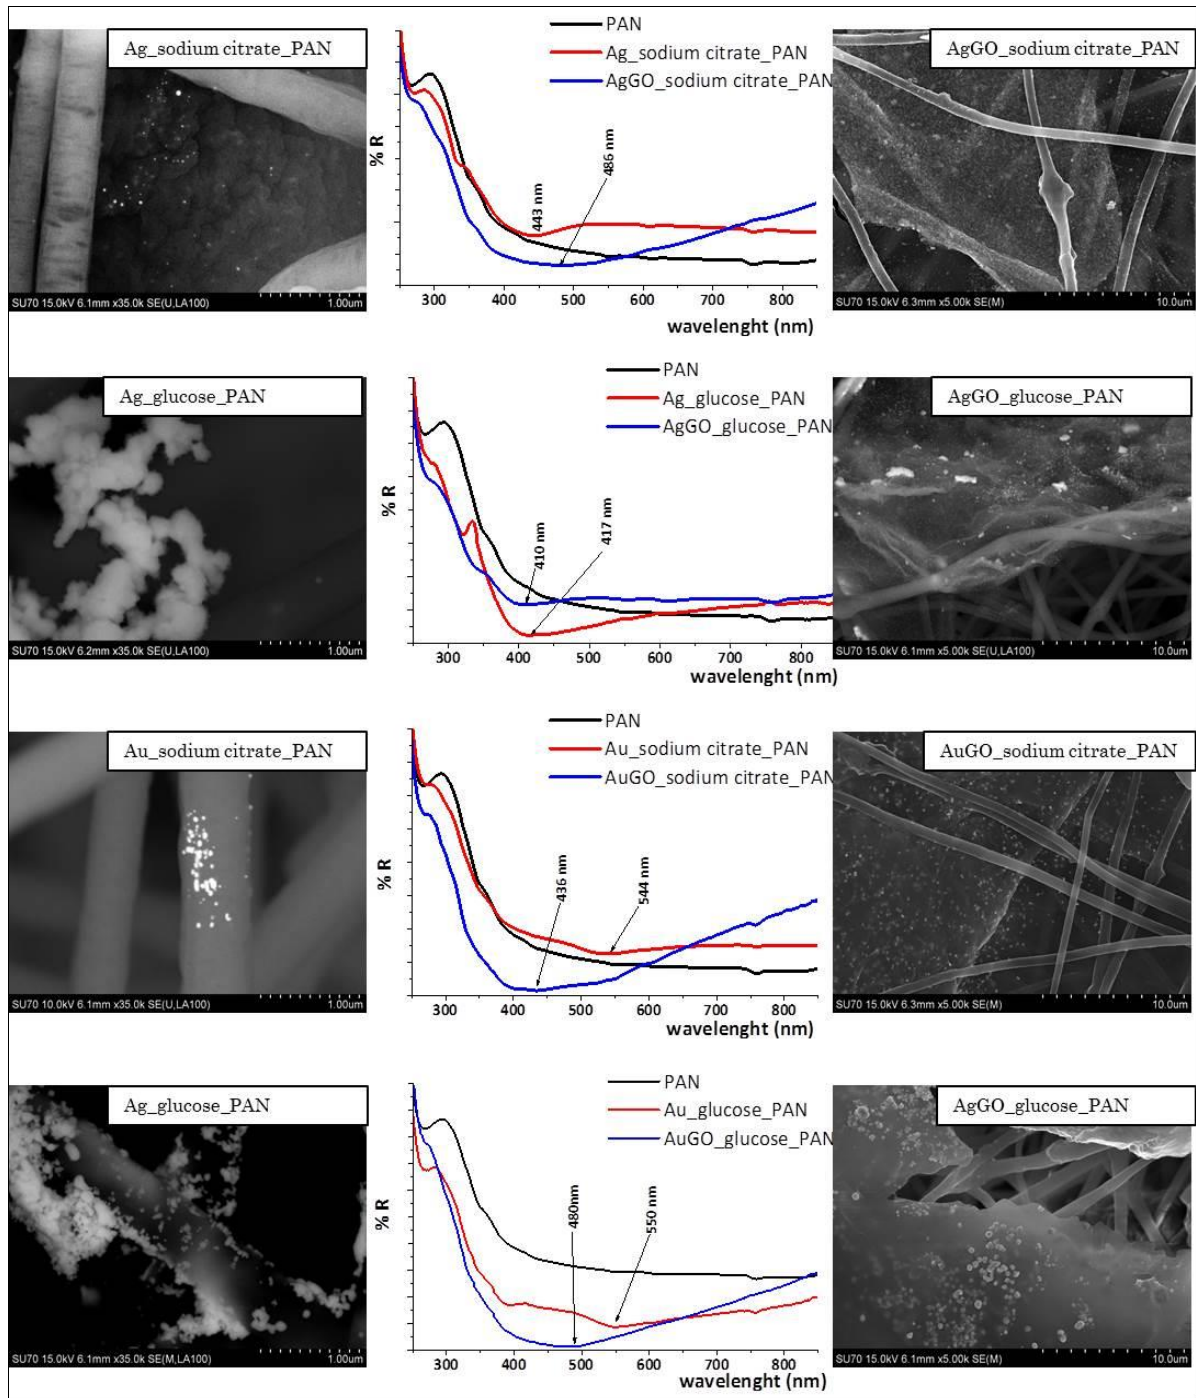 Ag_sodium citrate_PAN
SU70 15.0kV 6.1mm x35.0k SE(U,LA100)
1.00um
PAN
Ag_sodium citrate_PAN
AgGO_sodium citrate_PAN
% R
443 nm
486 nm
300 400 500 600 700 800
wavelenght (nm)
AgGO_sodium citrate_PAN
SU70 15.0kV 6.3mm x5.00k SE(M)
10.0um
Ag_glucose_PAN
SU70 15.0kV 6.2mm x35.0k SE(U,LA100)
1.00um
PAN
Ag_glucose_PAN
AgGO_glucose_PAN
% R
410 nm
417 nm
300 400 500 600 700 800
wavelenght (nm)
AgGO_glucose_PAN
SU70 15.0kV 6.1mm x5.00k SE(U,LA100)
10.0um
Au_sodium citrate_PAN
SU70 10.0kV 6.1mm x35.0k SE(U,LA100)
1.00um
PAN
Au_sodium citrate_PAN
AuGO_sodium citrate_PAN
% R
436 nm
544 nm
300 400 500 600 700 800
wavelenght (nm)
AuGO_sodium citrate_PAN
SU70 15.0kV 6.3mm x5.00k SE(M)
10.0um
Ag_glucose_PAN
SU70 15.0kV 6.1mm x35.0k SE(M,LA100)
1.00um
PAN
Au_glucose_PAN
AuGO_glucose_PAN
% R
480nm
550 nm
300 400 500 600 700 800
wavelenght (nm)
AgGO_glucose_PAN
SU70 15.0kV 6.1mm x5.00k SE(M)
10.0um